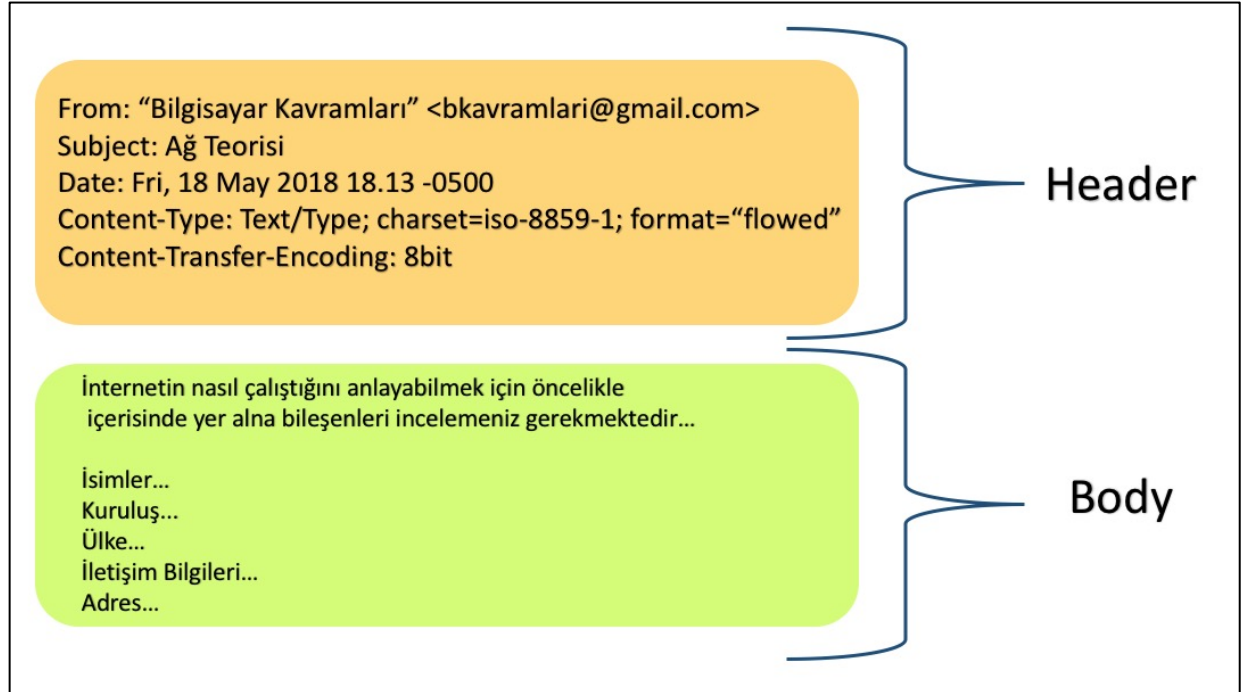 From: “Bilgisayar Kavramları” <bkavramlari@gmail.com>
Subject: Ağ Teorisi
Date: Fri, 18 May 2018 18.13 -0500
Content-Type: Text/Type; charset=iso-8859-1; format=“flowed”
Content-Transfer-Encoding: 8bit
Header
İnternetin nasıl çalıştığını anlayabilmek için öncelikle
içerisinde yer alna bileşenleri incelemeniz gerekmektedir...
İsimler...
Kuruluş...
Ülke...
İletişim Bilgileri...
Adres...
Body